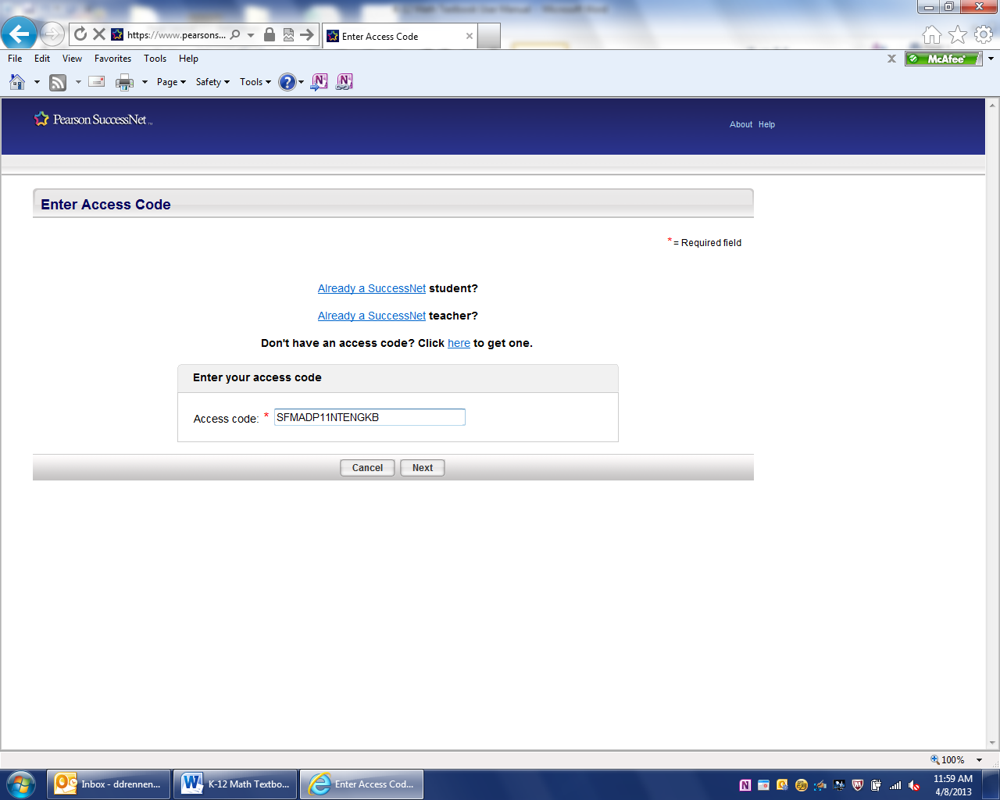 https://www.pearsons...
Enter Access Code
File Edit View Favorites Tools Help
McAfee
Page Safety Tools
Pearson SuccessNet™
About Help
Enter Access Code
*= Required field
Already a SuccessNet student?
Already a SuccessNet teacher?
Don't have an access code? Click here to get one.
Enter your access code
Access code: * SFMADP11NTENGKB
Cancel Next
100%
Inbox - ddrennen... K-12 Math Textbo... Enter Access Cod...
11:59 AM
4/8/2013